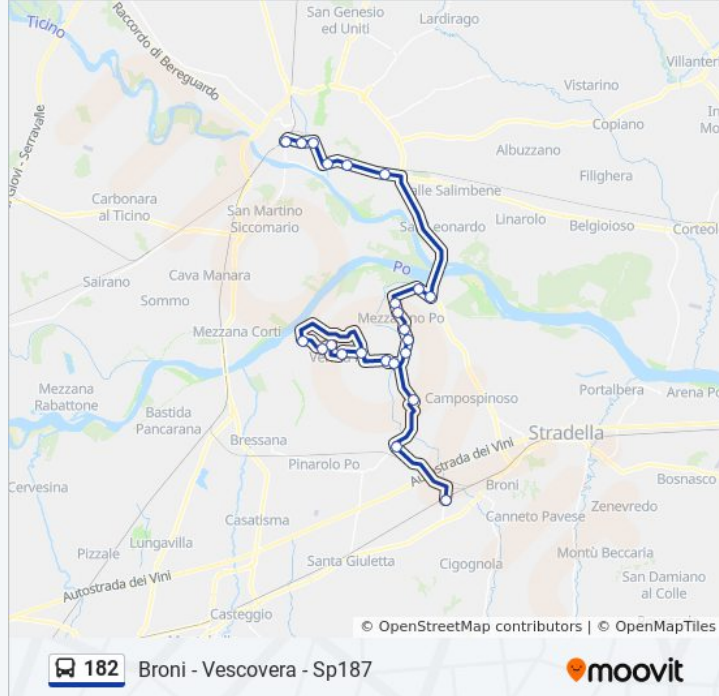 San Genesio
ed Uniti
Lardirago
Ticino
Raccordo di Bereguardo
Villanter
Vistarino
Giovi - Serravalle
Copiano
Albuzzano
Filighera
Carbonara
al Ticino
Valle Salimbene
San Martino
Siccomario
San Leonardo
Linarolo
Belgioioso
Corteol
Cava Manara
Po
Sairano
Sommo
Mezzanino Po
Mezzana Corti
Mezzana
Rabattone
Portalbera
Arena Po
Campospinoso
Bastida
Pancarana
Bressana
Stradella
Pinarolo Po
Autostrada dei Vini
Cervesina
Broni
Bosnasco
Casatisma
Canneto Pavese
Zenevredo
Lungavilla
Pizzale
Santa Giuletta
Cigognola
Montù Beccaria
Autostrada dei Vini
San Damiano
al Colle
Casteggio
© OpenStreetMap contributors | © OpenMapTiles
182 Broni - Vescovera - Sp187
moovit